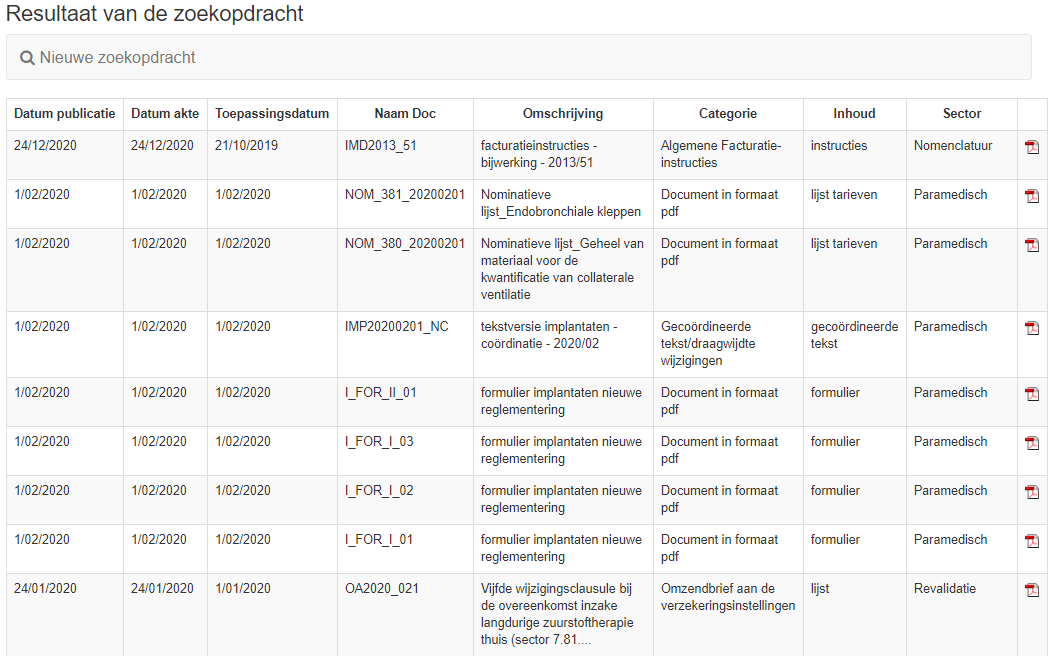 Resultaat van de zoekopdracht
Nieuwe zoekopdracht
Datum publicatie Datum akte Toepassingsdatum Naam Doc Omschrijving Categorie Inhoud Sector
24/12/2020 24/12/2020 21/10/2019 IMD2013_51 facturatieinstructies - Algemene Facturatie- instructies Nomenclatuur
bijwerking - 2013/51 instructies
1/02/2020 1/02/2020 1/02/2020 NOM_381_20200201 Nominatieve Document in formaat lijst tarieven Paramedisch
lijst_Endobronchiale kleppen pdf
1/02/2020 1/02/2020 1/02/2020 NOM_380_20200201 Nominatieve lijst_Geheel van Document in formaat lijst tarieven Paramedisch
materiaal voor de pdf
kwantificatie van collaterale
ventilatie
1/02/2020 1/02/2020 1/02/2020 IMP20200201_NC tekstversie implantaten - Gecoördineerde gecoördineerde Paramedisch
coördinatie - 2020/02 tekst/draagwijdte tekst
wijzigingen
1/02/2020 1/02/2020 1/02/2020 I_FOR_II_01 formulier implantaten nieuwe Document in formaat formulier Paramedisch
reglementering pdf
1/02/2020 1/02/2020 1/02/2020 I_FOR_I_03 formulier implantaten nieuwe Document in formaat formulier Paramedisch
reglementering pdf
1/02/2020 1/02/2020 1/02/2020 I_FOR_I_02 formulier implantaten nieuwe Document in formaat formulier Paramedisch
reglementering pdf
1/02/2020 1/02/2020 1/02/2020 I_FOR_I_01 formulier implantaten nieuwe Document in formaat formulier Paramedisch
reglementering pdf
24/01/2020 24/01/2020 1/01/2020 OA2020_021 Vijfde wijzigingsclausule bij Omzendbrief aan de lijst Revalidatie
de overeenkomst inzake verzekeringsinstellingen
langdurige zuurstoftherapie
thuis (sector 7.81....